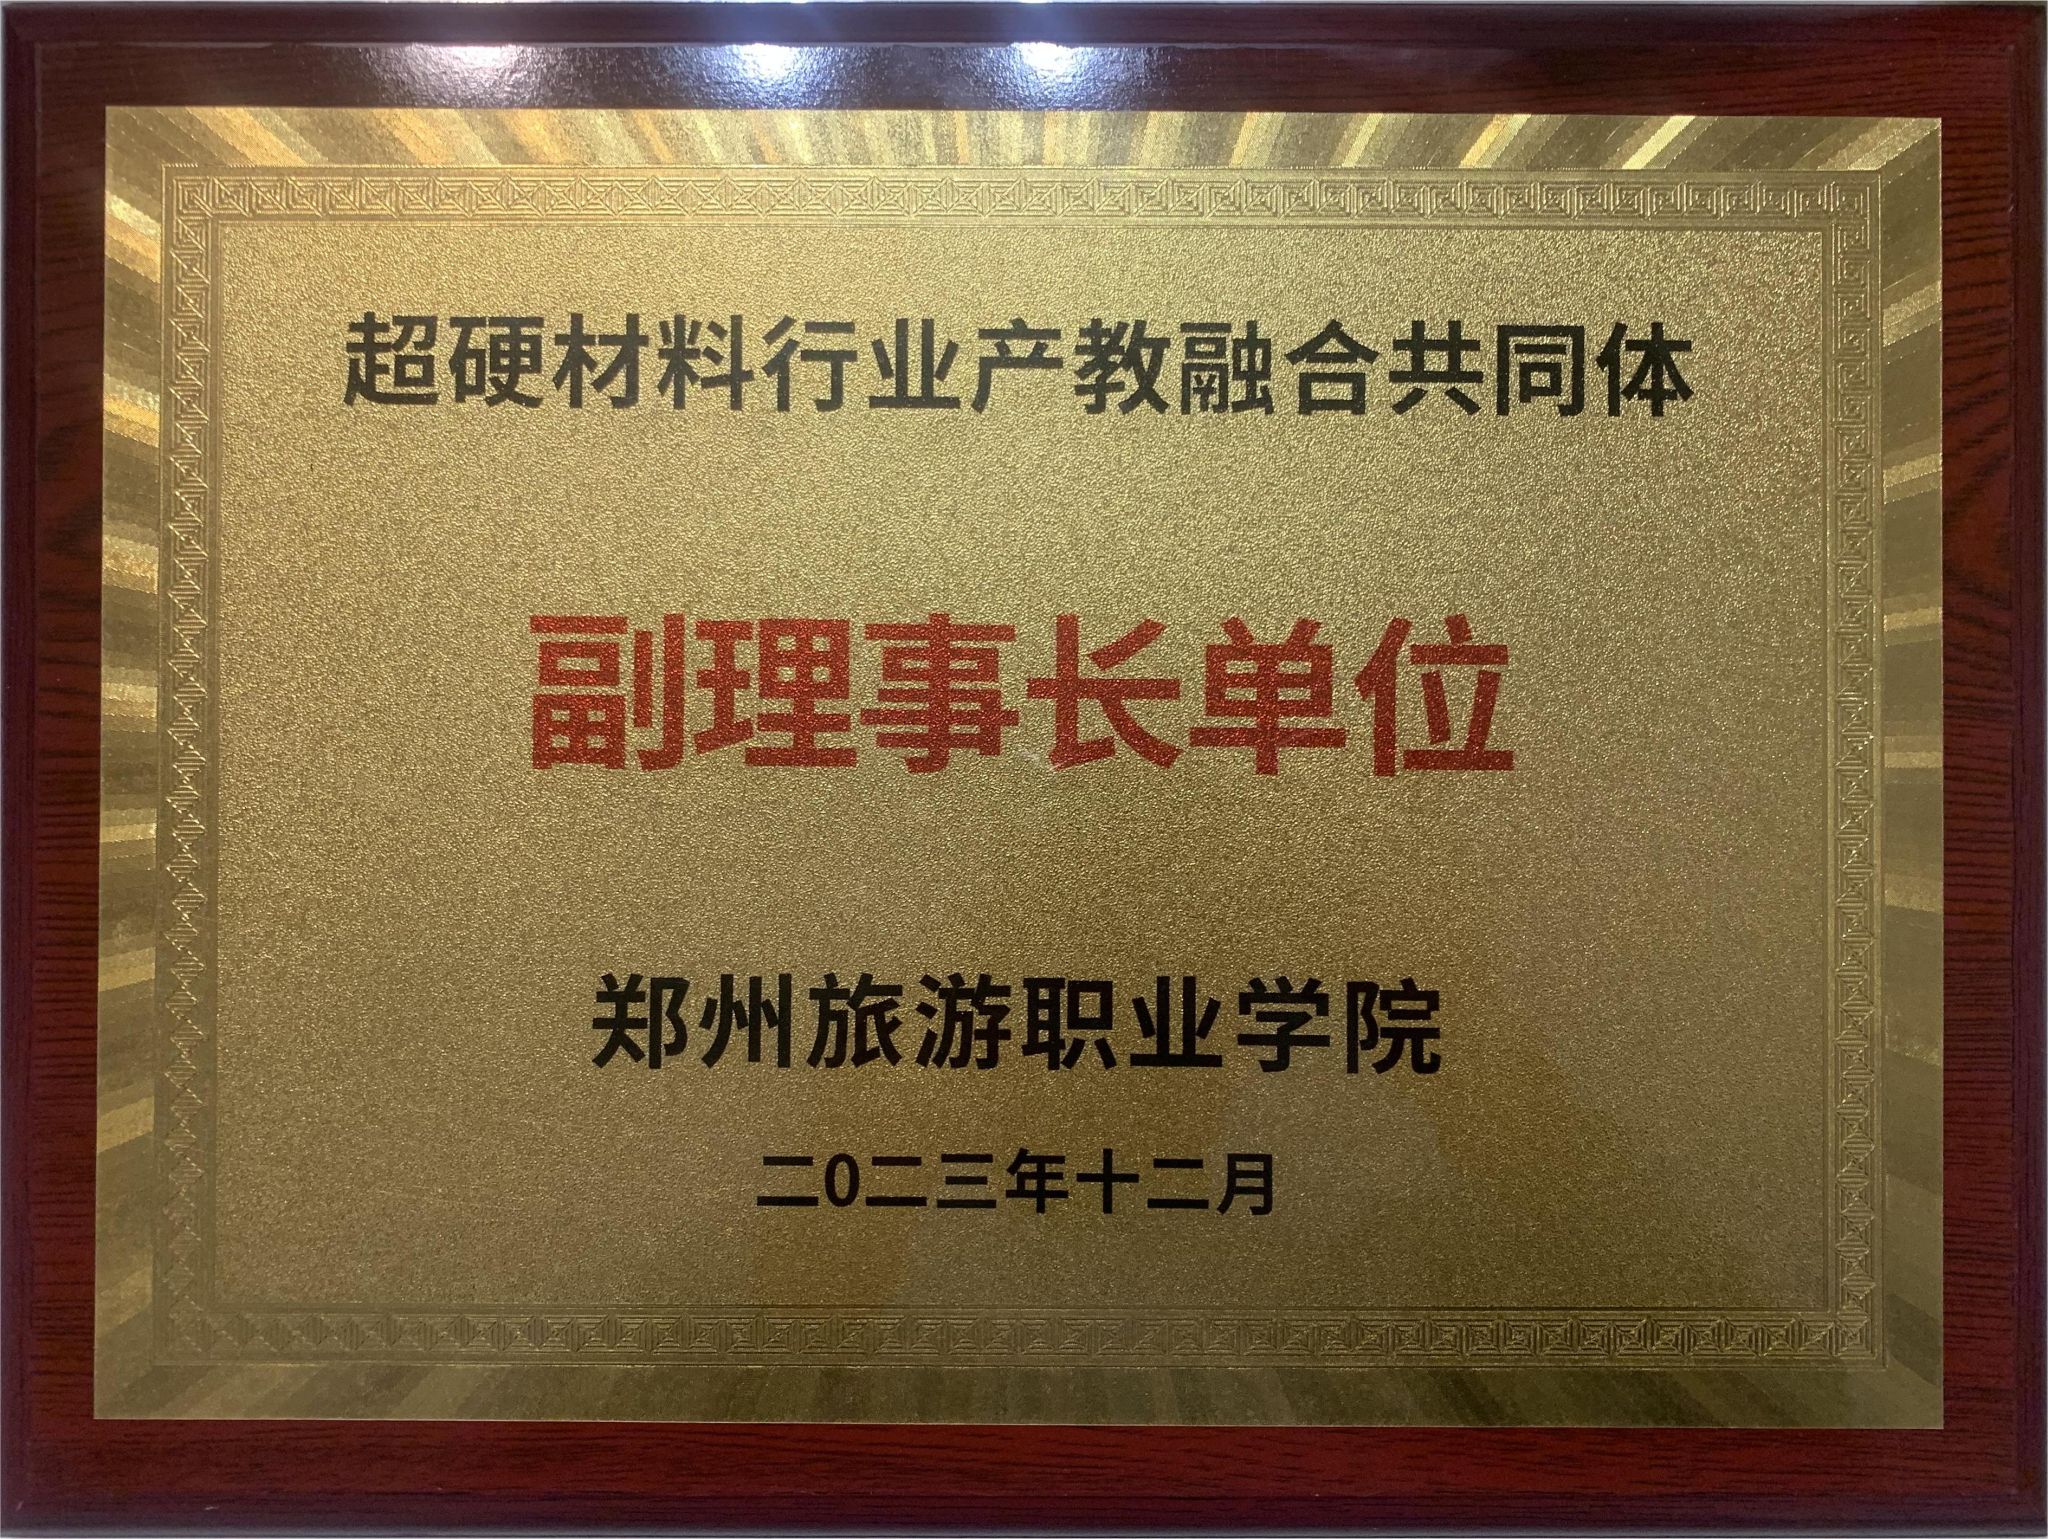 超硬材料行业产教融合共同体
副理事长单位
郑州旅游职业学院
二0二三年十二月